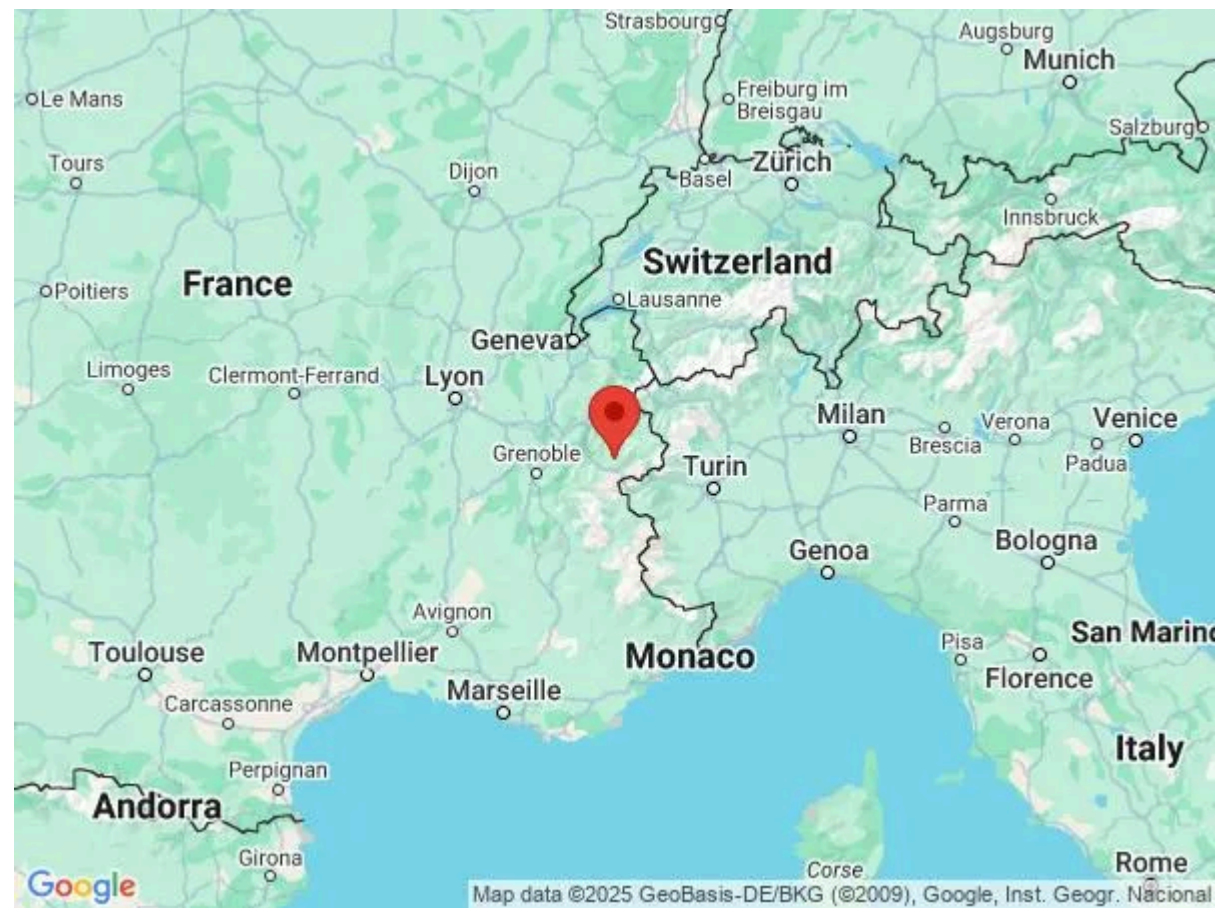 Strasbourg
Augsburg
Munich
Le Mans
Freiburg im
Breisgau
Salzburg
Tours
Dijon
Basel
Zürich
Innsbruck
Switzerland
France
Poitiers
Lausanne
Geneva
Limoges
Clermont-Ferrand
Lyon
Milan
Verona
Venice
Brescia
Padua
Grenoble
Turin
Parma
Bologna
Genoa
Avignon
San Marino
Pisa
Toulouse
Montpellier
Monaco
Florence
Marseille
Carcassonne
Italy
Perpignan
Andorra
Girona
Corse
Rome
Google
Map data ©2025 GeoBasis-DE/BKG (©2009), Google, Inst. Geogr. Nacional